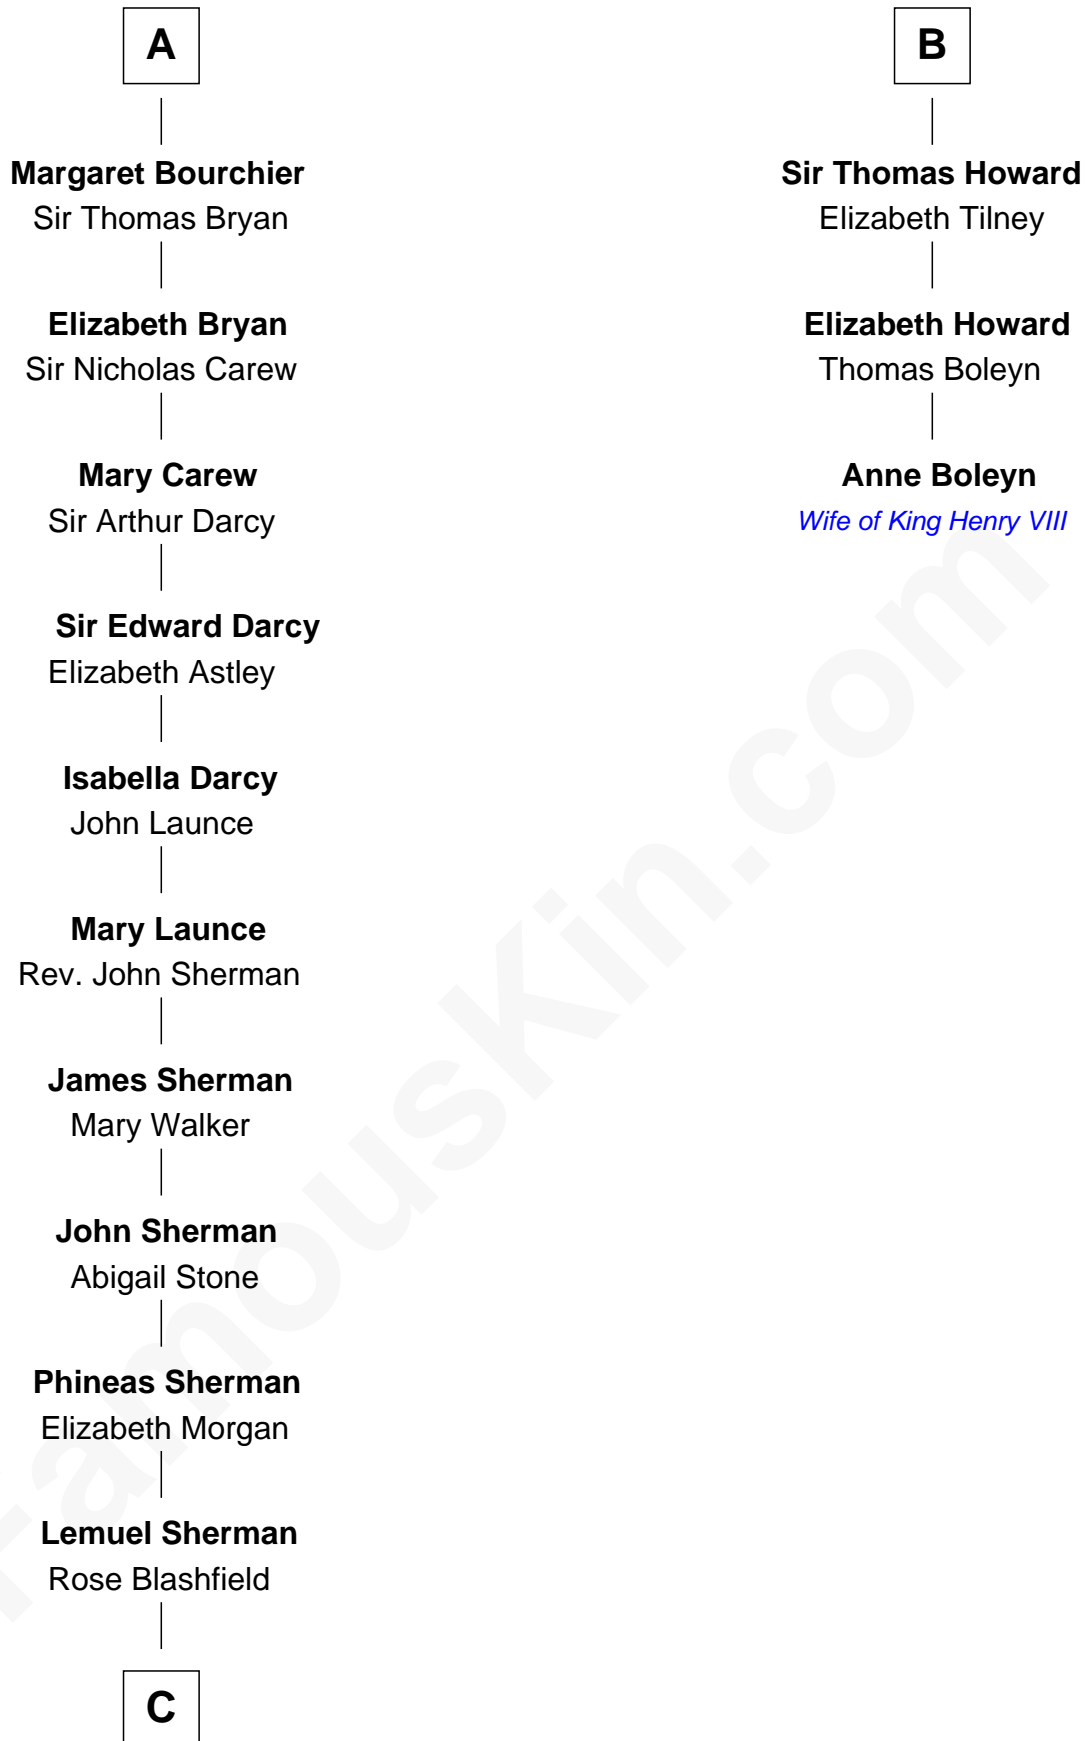 A
Margaret Bourchier
Sir Thomas Bryan
Elizabeth Bryan
Sir Nicholas Carew
Mary Carew
Sir Arthur Darcy
Sir Edward Darcy
Elizabeth Astley
Isabella Darcy
John Launce
Mary Launce
Rev. John Sherman
James Sherman
Mary Walker
John Sherman
Abigail Stone
Phineas Sherman
Elizabeth Morgan
Lemuel Sherman
Rose Blashfield
C
B
Sir Thomas Howard
Elizabeth Tilney
Elizabeth Howard
Thomas Boleyn
Anne Boleyn
Wife of King Henry VIII
FamousKin.com